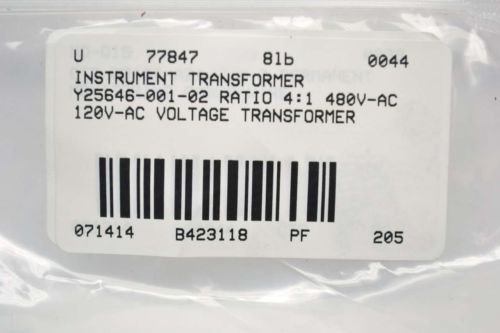 U 77847 8lb 0044
INSTRUMENT TRANSFORMER
Y25646-001-02 RATIO 4:1 480V-AC
120V-AC VOLTAGE TRANSFORMER
071414 B423118 PF 205